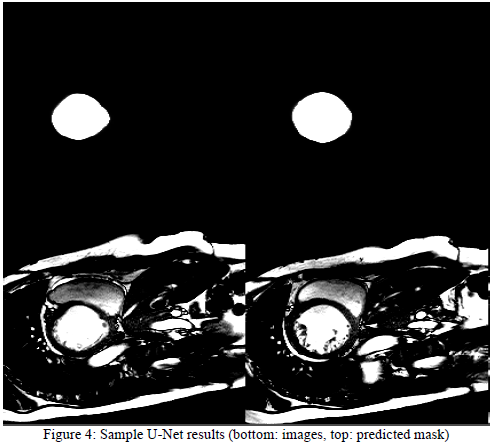 Figure 4: Sample U-Net results (bottom: images, top: predicted mask)